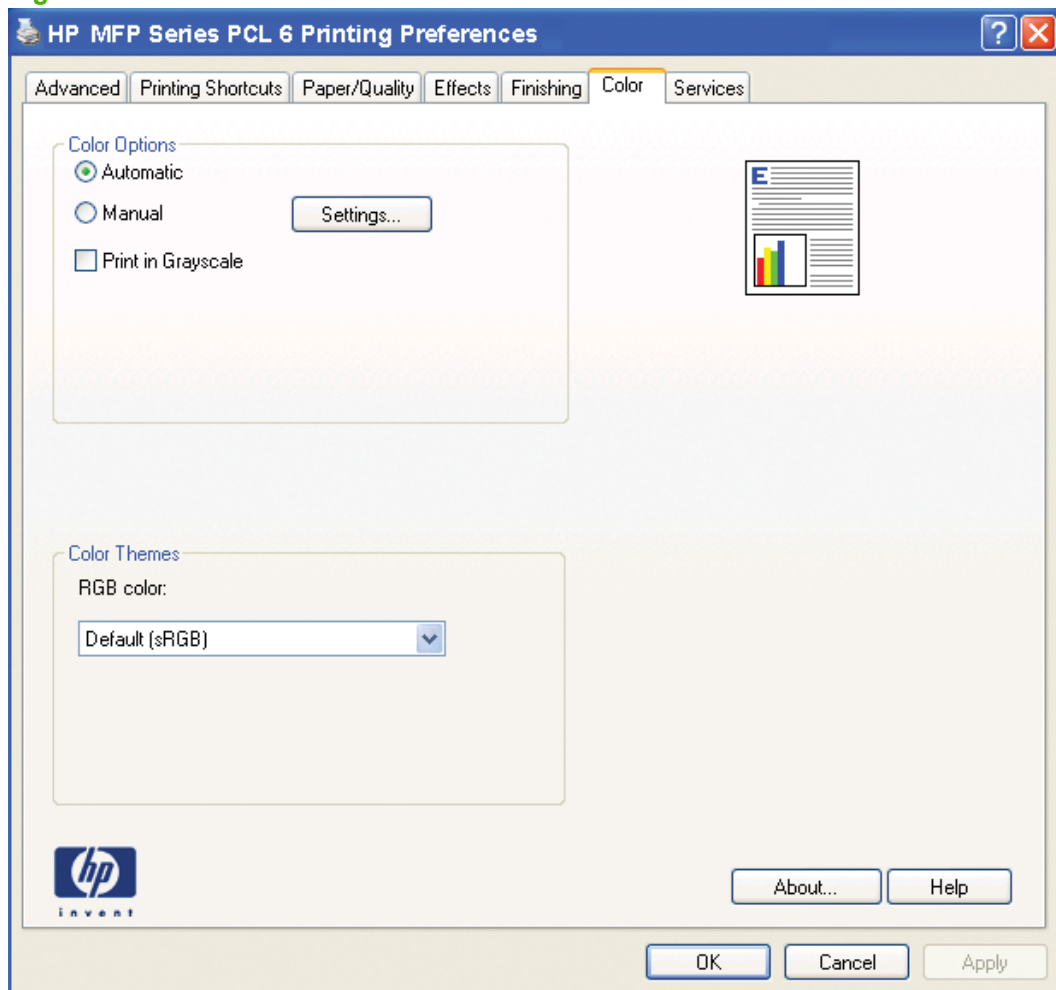 HP MFP Series PCL 6 Printing Preferences
Advanced Printing Shortcuts Paper/Quality Effects Finishing Color Services
Color Options
Automatic
Manual
Settings...
Print in Grayscale
E
Color Themes
RGB color:
Default (sRGB)
hp
invent
About... Help
OK Cancel Apply